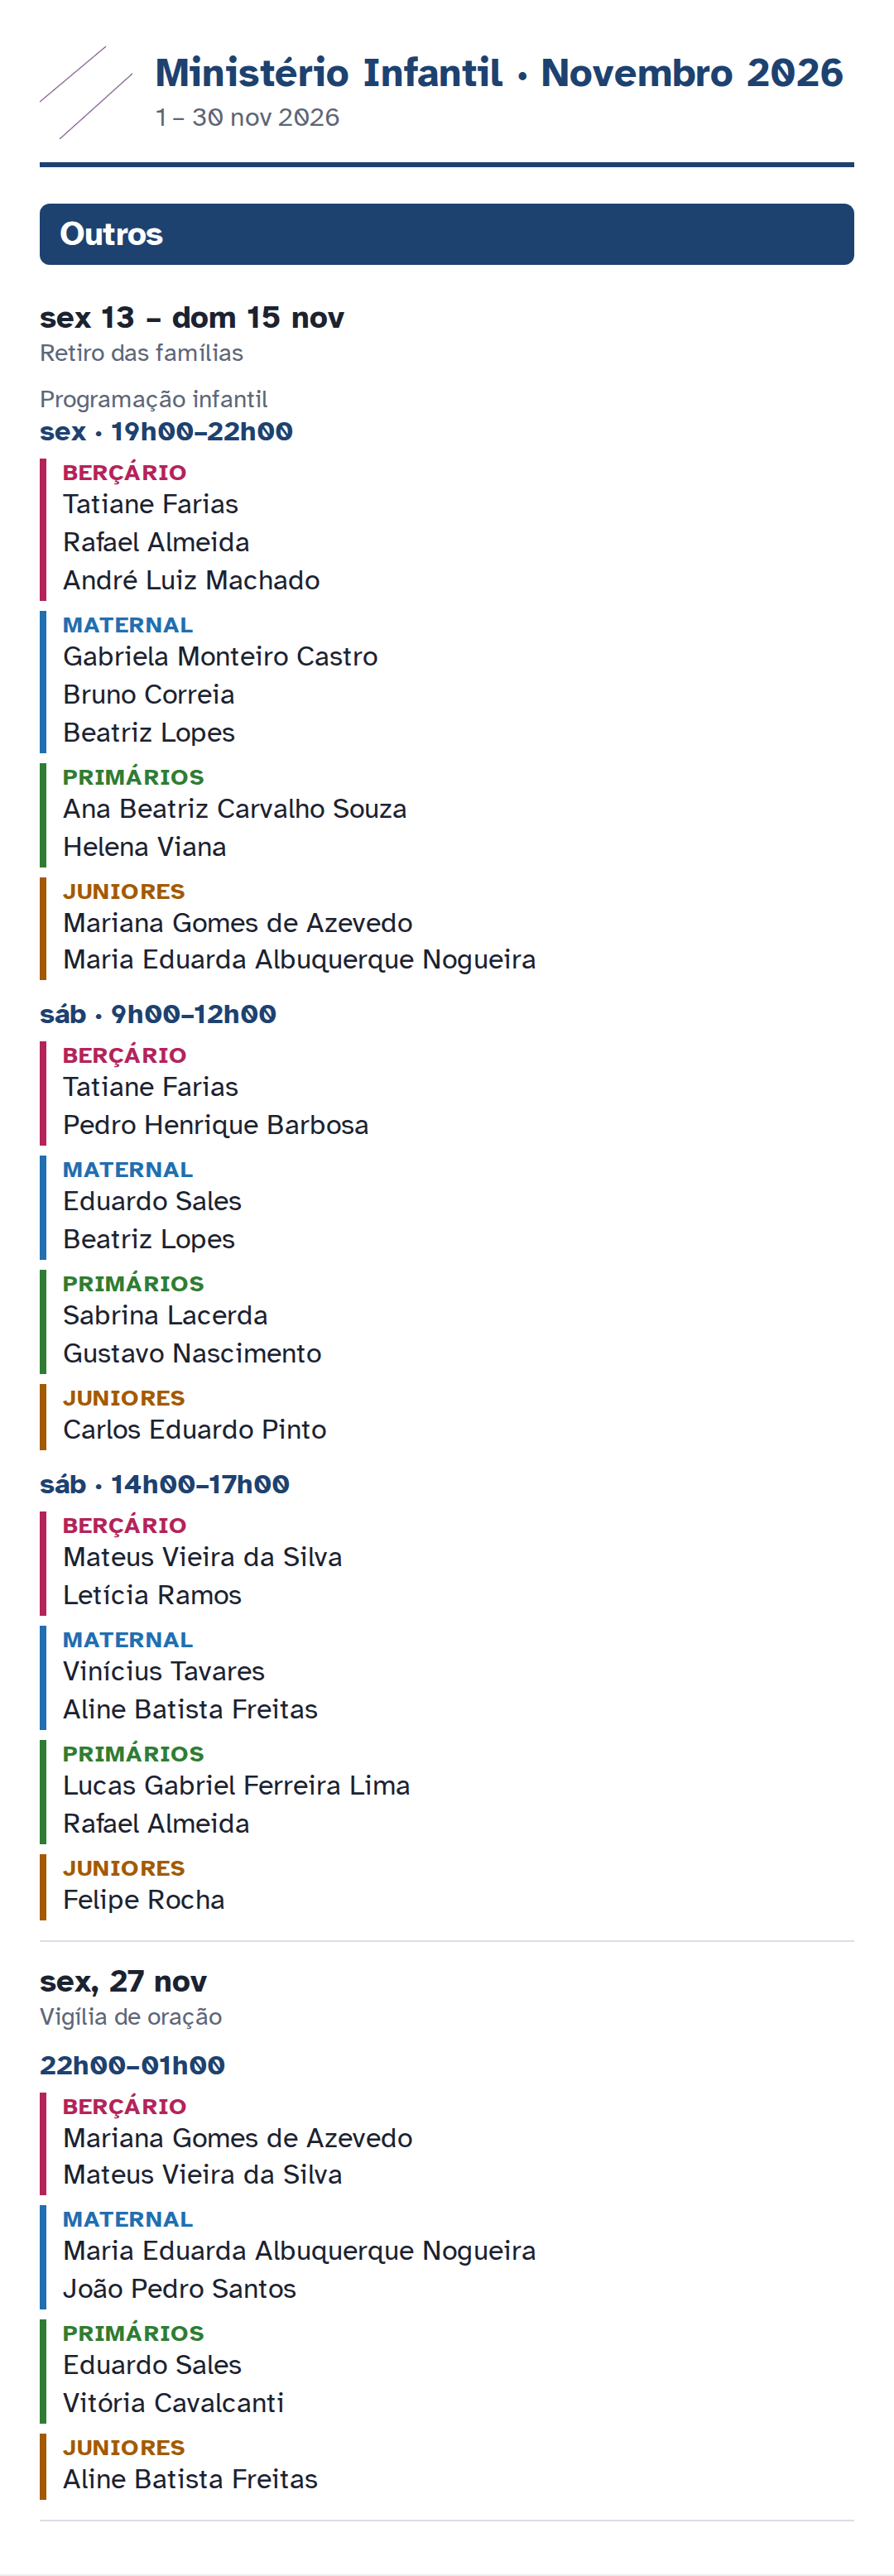 Ministério Infantil · Novembro 2026
1 – 30 nov 2026
Outros
sex 13 – dom 15 nov
Retiro das famílias
Programação infantil
sex · 19h00–22h00
BERÇÁRIO
Tatiane Farias
Rafael Almeida
André Luiz Machado
MATERNAL
Gabriela Monteiro Castro
Bruno Correia
Beatriz Lopes
PRIMÁRIOS
Ana Beatriz Carvalho Souza
Helena Viana
JUNIORES
Mariana Gomes de Azevedo
Maria Eduarda Albuquerque Nogueira
sáb · 9h00–12h00
BERÇÁRIO
Tatiane Farias
Pedro Henrique Barbosa
MATERNAL
Eduardo Sales
Beatriz Lopes
PRIMÁRIOS
Sabrina Lacerda
Gustavo Nascimento
JUNIORES
Carlos Eduardo Pinto
sáb · 14h00–17h00
BERÇÁRIO
Mateus Vieira da Silva
Letícia Ramos
MATERNAL
Vinícius Tavares
Aline Batista Freitas
PRIMÁRIOS
Lucas Gabriel Ferreira Lima
Rafael Almeida
JUNIORES
Felipe Rocha
sex, 27 nov
Vigília de oração
22h00–01h00
BERÇÁRIO
Mariana Gomes de Azevedo
Mateus Vieira da Silva
MATERNAL
Maria Eduarda Albuquerque Nogueira
João Pedro Santos
PRIMÁRIOS
Eduardo Sales
Vitória Cavalcanti
JUNIORES
Aline Batista Freitas